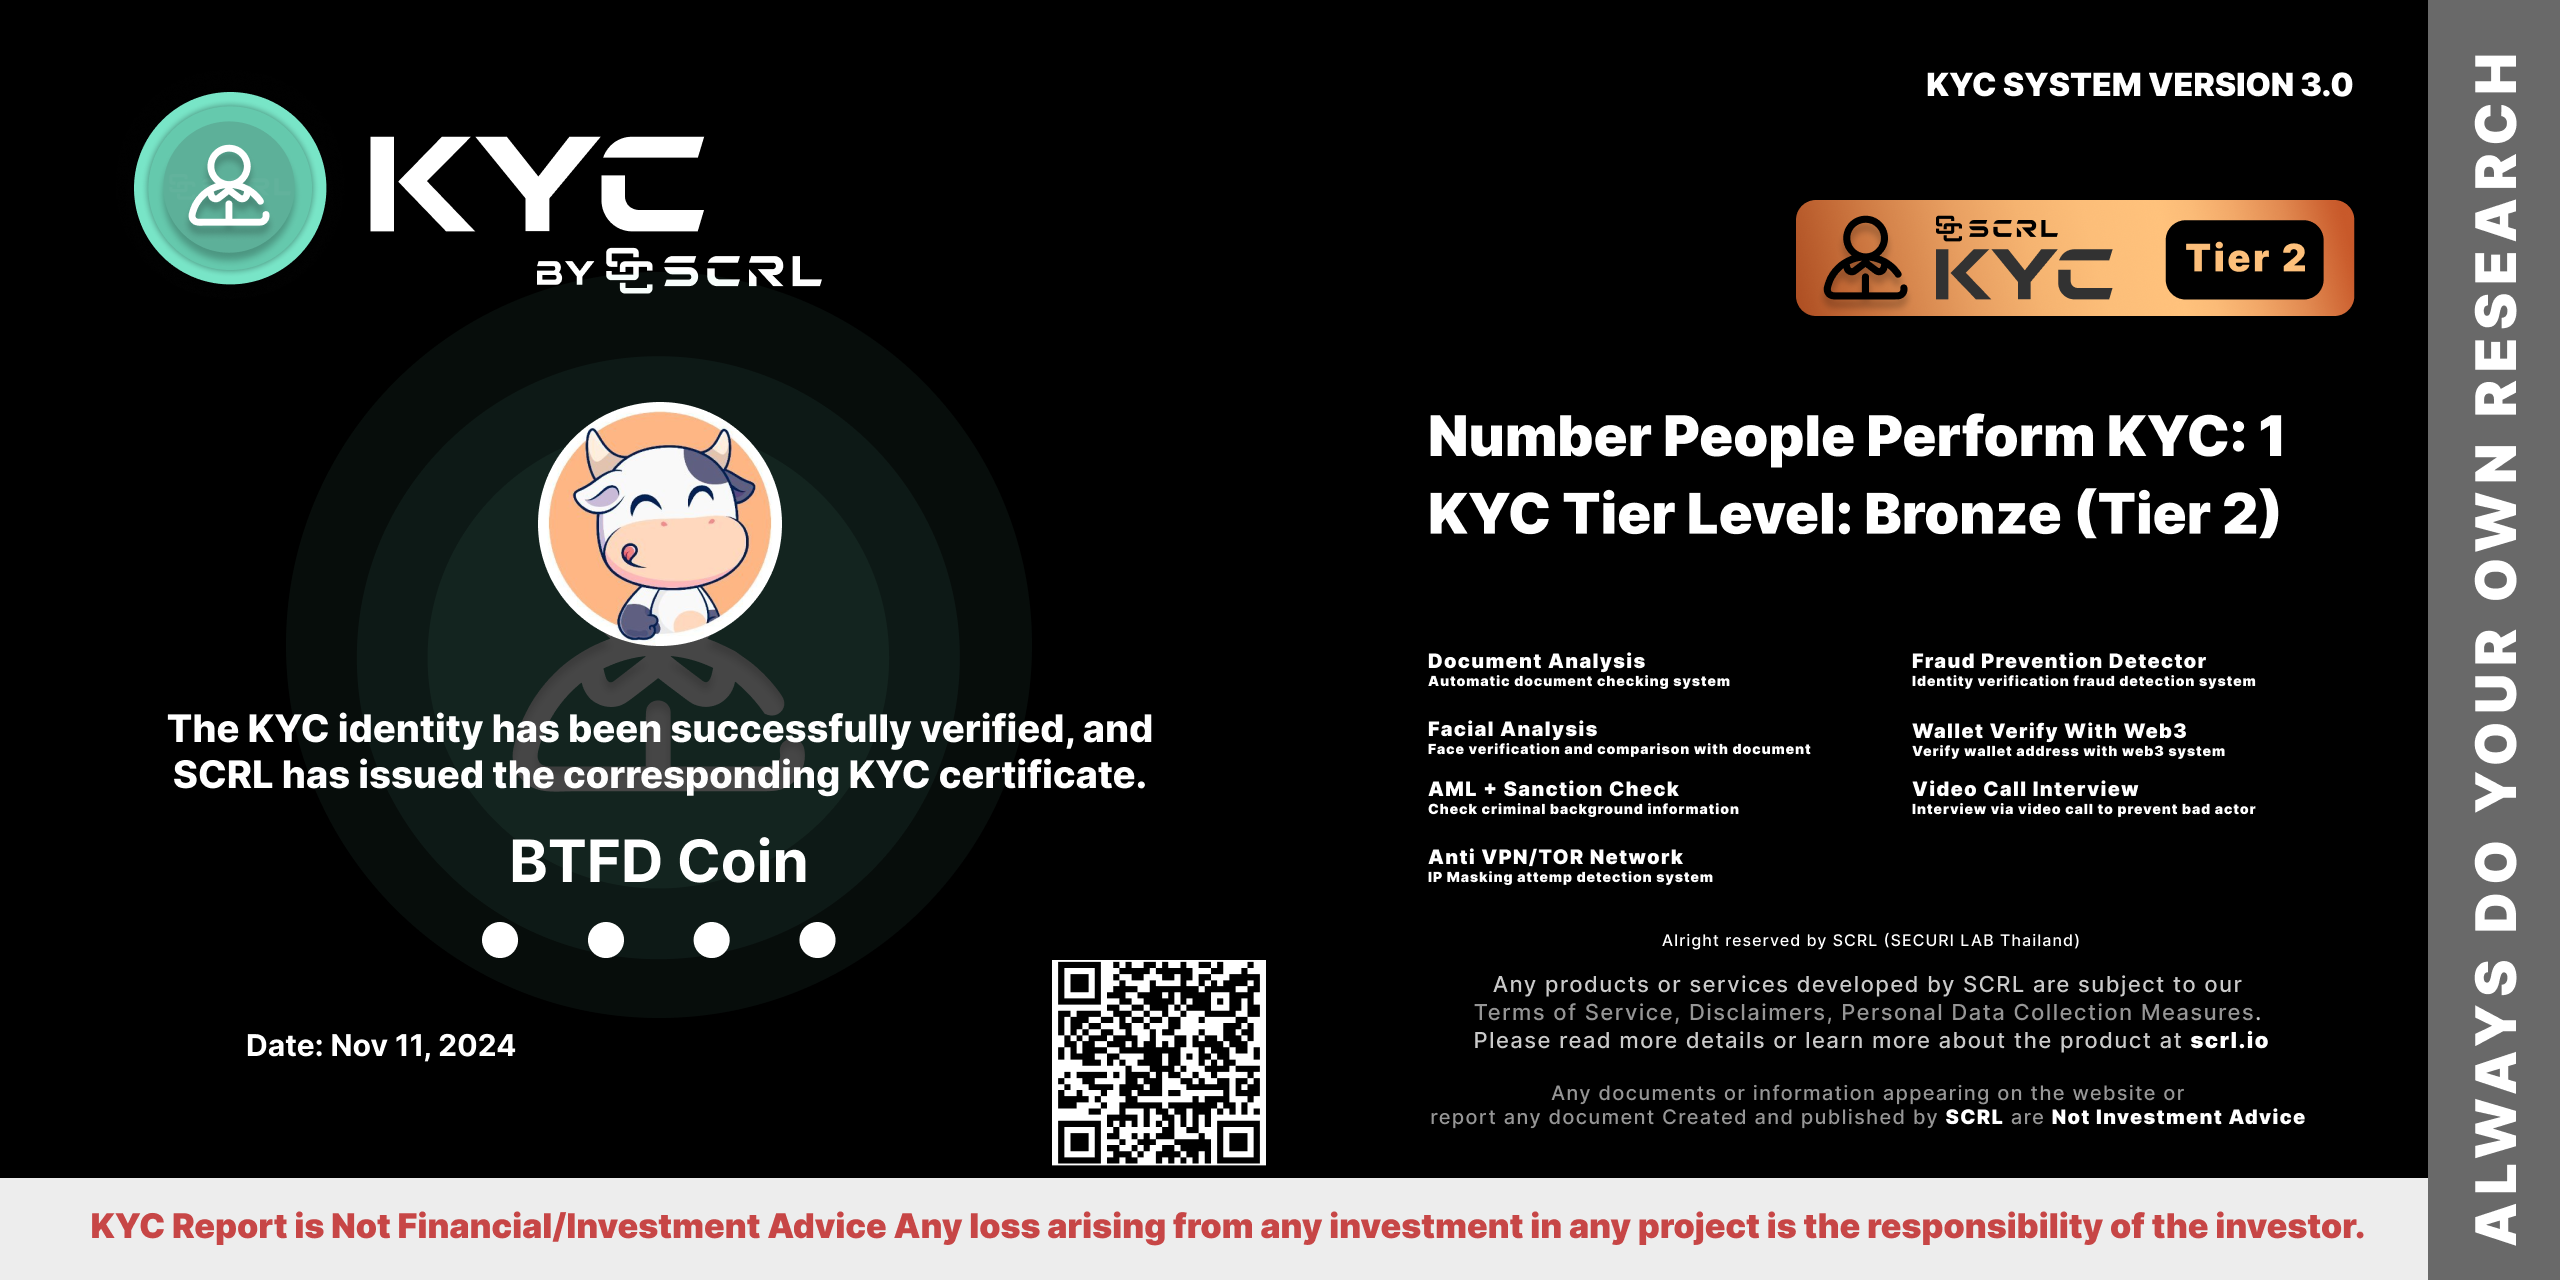 KYC
BY SCRL
KYC SYSTEM VERSION 3.0
SCRL
KYC
Tier 2
The KYC identity has been successfully verified, and
SCRL has issued the corresponding KYC certificate.
BTFD Coin
Date: Nov 11, 2024
Number People Perform KYC: 1
KYC Tier Level: Bronze (Tier 2)
Document Analysis
Automatic document checking system
Facial Analysis
Face verification and comparison with document
AML + Sanction Check
Check criminal background information
Anti VPN/TOR Network
IP Masking attemp detection system
Fraud Prevention Detector
Identity verification fraud detection system
Wallet Verify With Web3
Verify wallet address with web3 system
Video Call Interview
Interview via video call to prevent bad actor
Alright reserved by SCRL (SECURI LAB Thailand)
Any products or services developed by SCRL are subject to our
Terms of Service, Disclaimers, Personal Data Collection Measures.
Please read more details or learn more about the product at scrl.io
Any documents or information appearing on the website or
report any document Created and published by SCRL are Not Investment Advice
KYC Report is Not Financial/Investment Advice Any loss arising from any investment in any project is the responsibility of the investor.
ALWAYS DO YOUR OWN RESEARCH